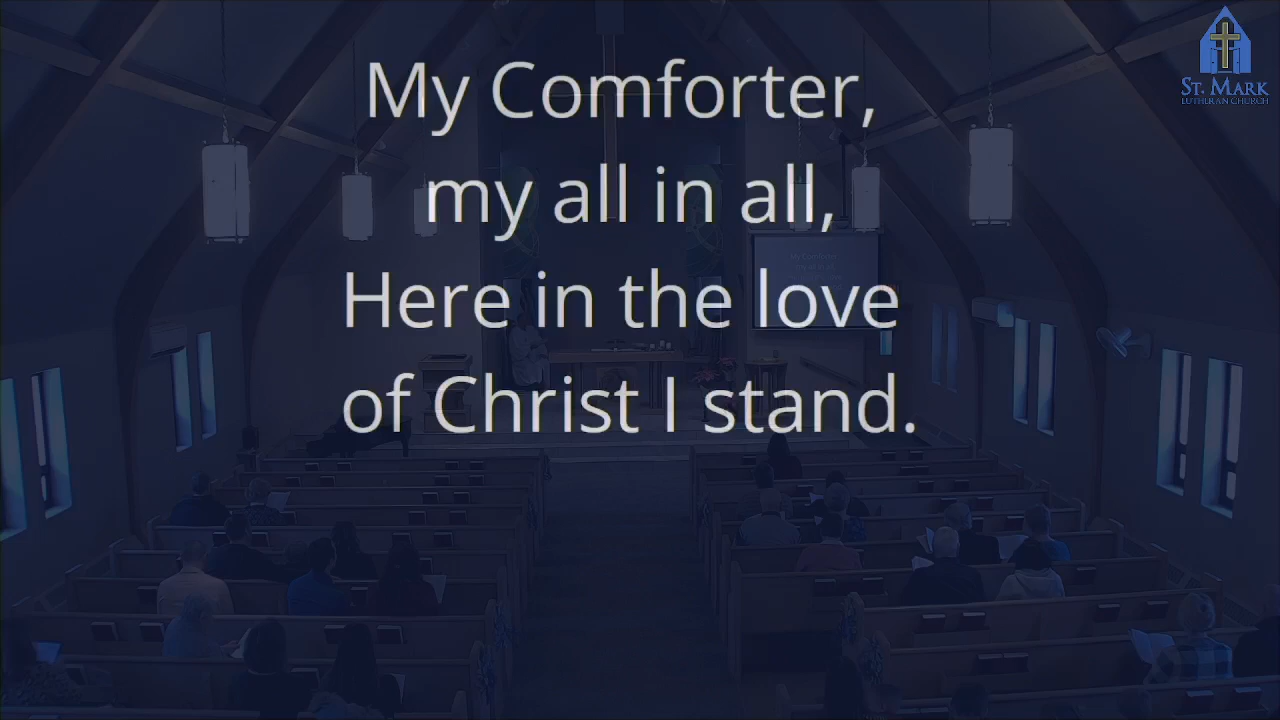 My Comforter,
my all in all,
Here in the love
of Christ I stand.
ST. MARK
LUTHERAN CHURCH